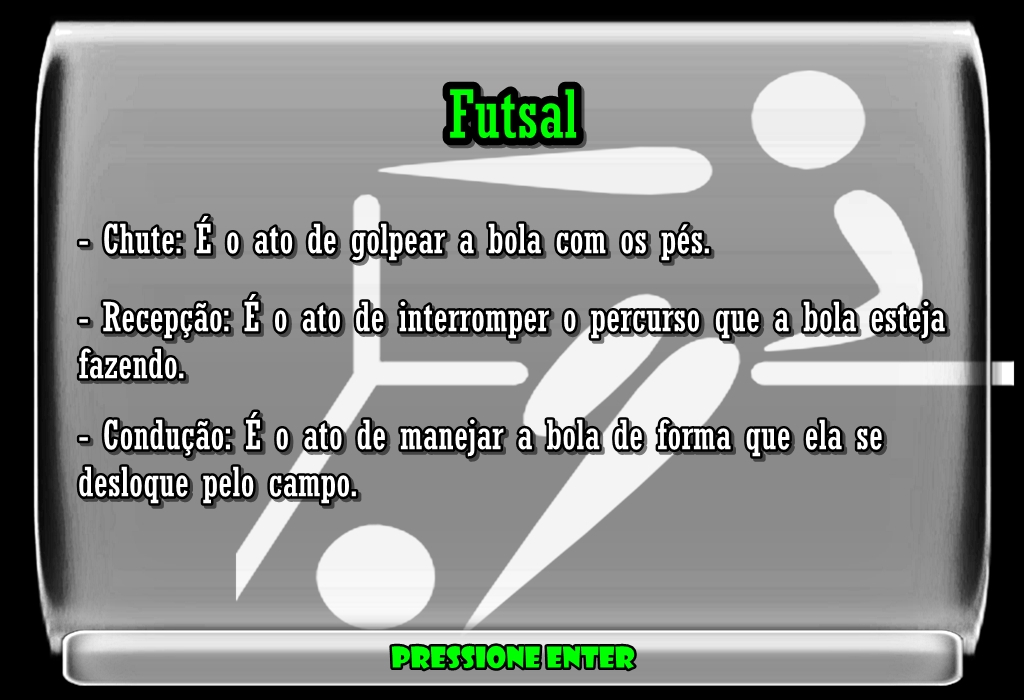 Futsal
- Chute: É o ato de golpear a bola com os pés.
- Recepção: É o ato de interromper o percurso que a bola esteja
fazendo.
- Condução: É o ato de manejar a bola de forma que ela se
desloque pelo campo.
PRESSIONE ENTER